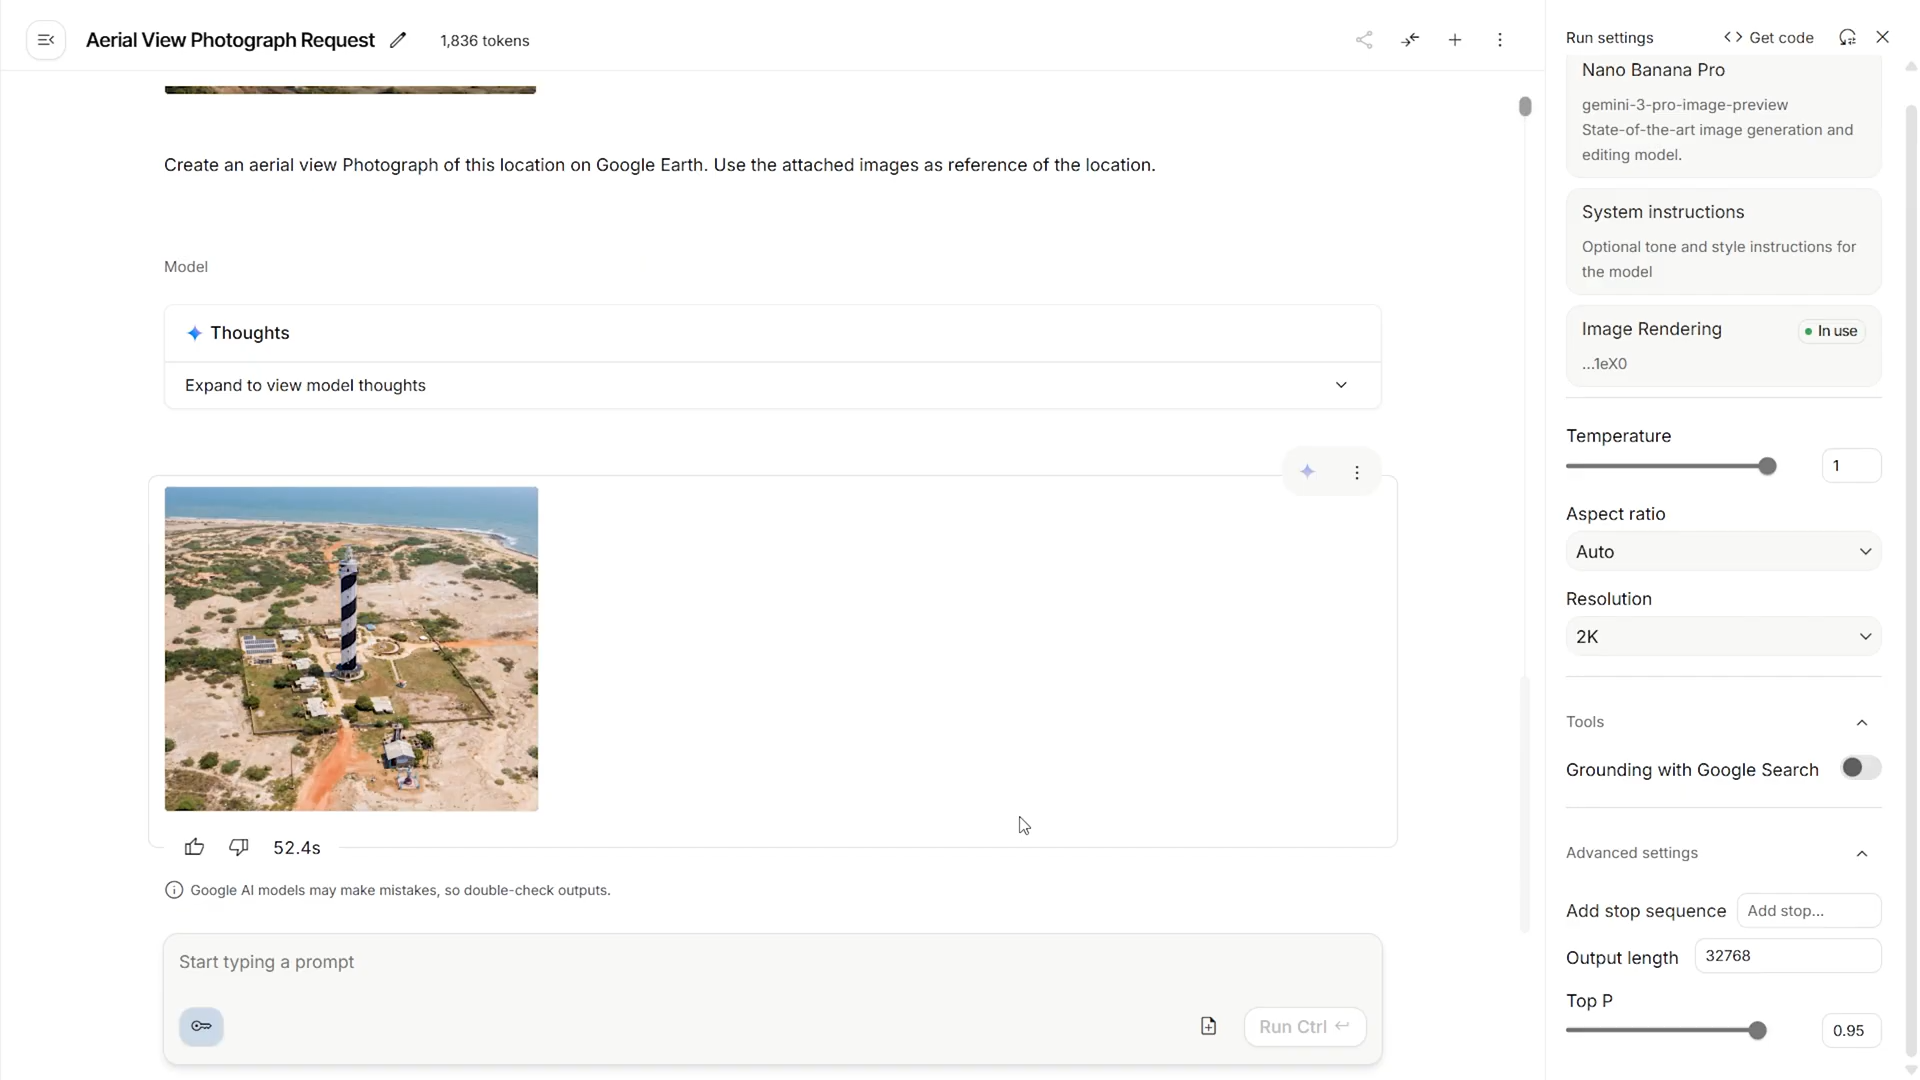 Aerial View Photograph Request
1,836 tokens
Create an aerial view Photograph of this location on Google Earth. Use the attached images as reference of the location.
Model
Thoughts
Expand to view model thoughts
52.4s
Google AI models may make mistakes, so double-check outputs.
Start typing a prompt
Run Ctrl
Run settings
Get code
Nano Banana Pro
gemini-3-pro-image-preview
State-of-the-art image generation and
editing model.
System instructions
Optional tone and style instructions for
the model
Image Rendering
In use
...1eX0
Temperature
1
Aspect ratio
Auto
Resolution
2K
Tools
Grounding with Google Search
Advanced settings
Add stop sequence
Add stop...
Output length
32768
Top P
0.95